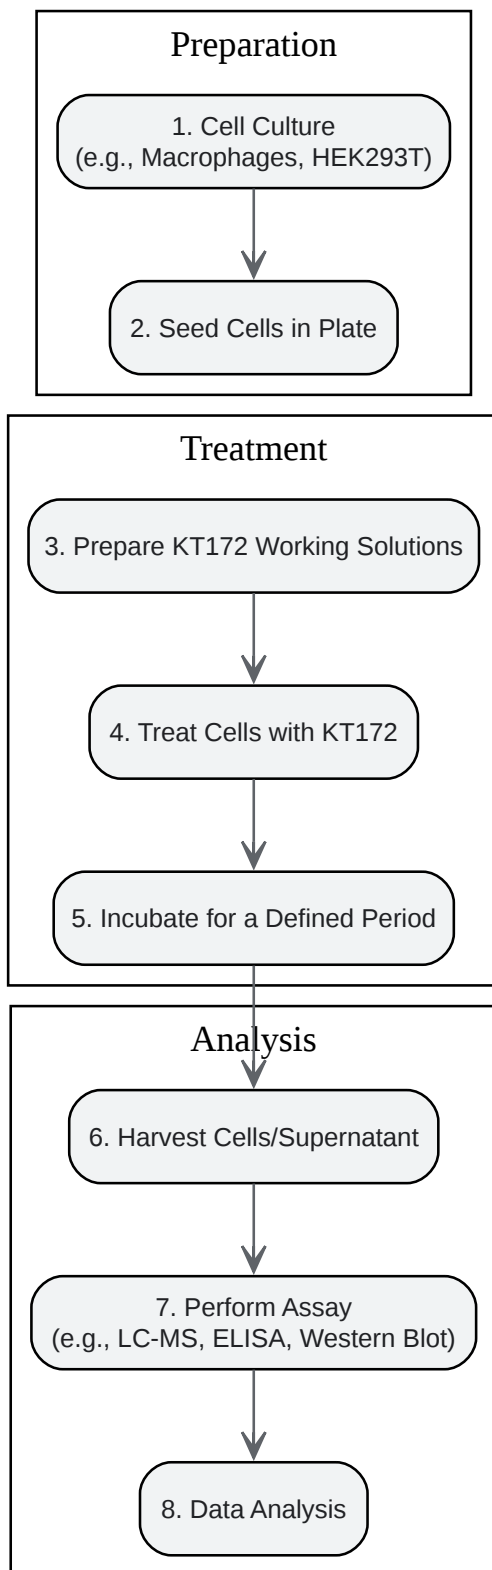 Preparation
1. Cell Culture
(e.g., Macrophages, HEK293T)
2. Seed Cells in Plate
Treatment
3. Prepare KT172 Working Solutions
4. Treat Cells with KT172
5. Incubate for a Defined Period
Analysis
6. Harvest Cells/Supernatant
7. Perform Assay
(e.g., LC-MS, ELISA, Western Blot)
8. Data Analysis